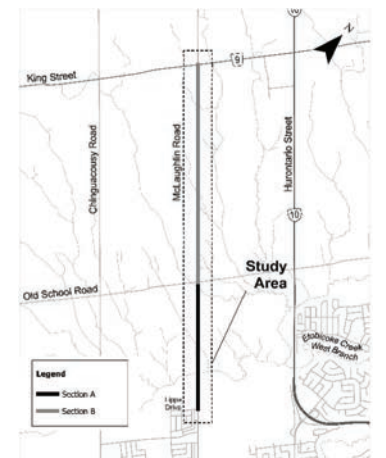 10
N
King Street
9
Chinguacousy Road
McLaughlin Road
Hurontario Street
10
Old School Road
Study
Area
Etobicoke Creek
West Branch
Legend
Section A
Section B
Drive